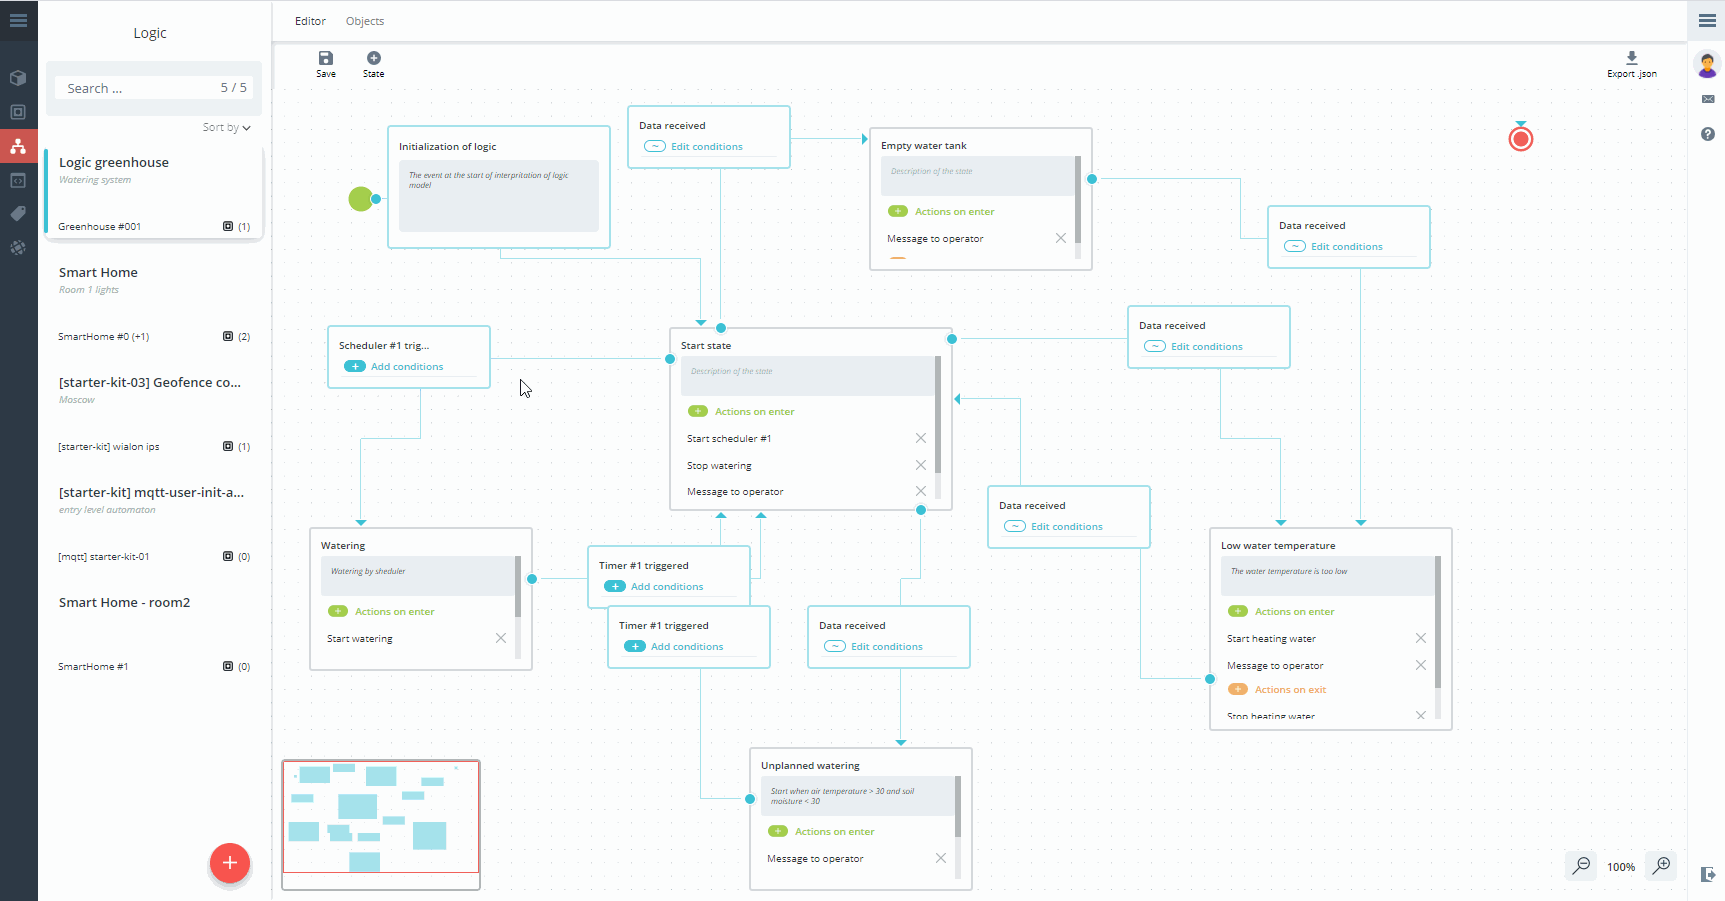 Logic
Search ...
5 / 5
Sort by
Logic greenhouse
Watering system
Greenhouse #001
(1)
Smart Home
Room 1 lights
SmartHome #0 (+1)
(2)
[starter-kit-03] Geofence co...
Moscow
[starter-kit] wialon ips
(1)
[starter-kit] mqtt-user-init-a...
entry level automaton
[mqtt] starter-kit-01
(0)
Smart Home - room2
SmartHome #1
(0)
Editor
Objects
Save
State
Export .json
Initialization of logic
The event at the start of interpritation of logic
model
Data received
Edit conditions
Empty water tank
Description of the state
Actions on enter
Message to operator
Data received
Edit conditions
Scheduler #1 trig...
Add conditions
Start state
Description of the state
Actions on enter
Start scheduler #1
Stop watering
Message to operator
Data received
Edit conditions
Data received
Edit conditions
Watering
Watering by sheduler
Actions on enter
Start watering
Timer #1 triggered
Add conditions
Timer #1 triggered
Add conditions
Data received
Edit conditions
Low water temperature
The water temperature is too low
Actions on enter
Start heating water
Message to operator
Actions on exit
Stop heating water
Unplanned watering
Start when air temperature > 30 and soil
moisture < 30
Actions on enter
Message to operator
100%